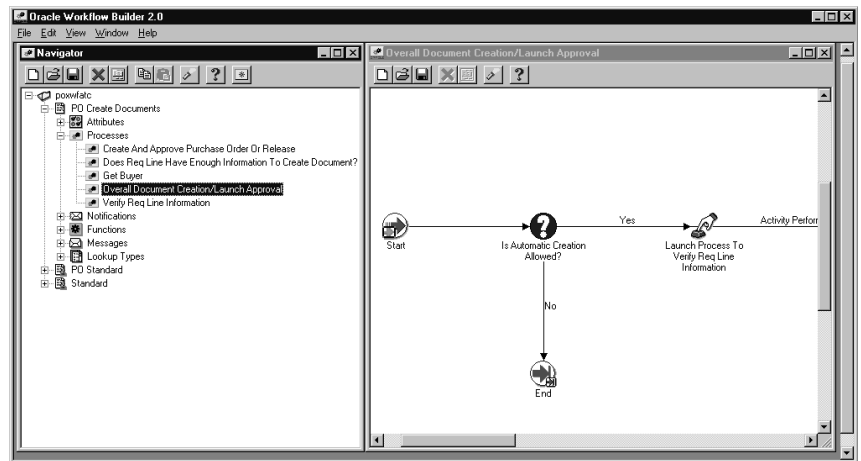 Oracle Workflow Builder 2.0
File Edit View Window Help
Navigator
poxwfatc
PO Create Documents
Attributes
Processes
Create And Approve Purchase Order Or Release
Does Req Line Have Enough Information To Create Document?
Get Buyer
Overall Document Creation/Launch Approval
Verify Req Line Information
Notifications
Functions
Messages
Lookup Types
PO Standard
Standard
Overall Document Creation/Launch Approval
Start
Is Automatic Creation
Allowed?
Yes
Launch Process To
Verify Req Line
Information
Activity Perform
No
End